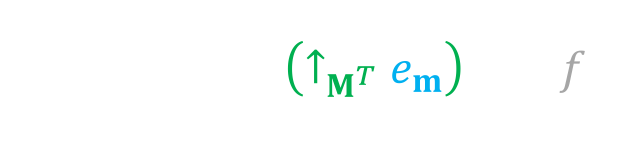 (↑_{𝐌^T} e_𝐦) f